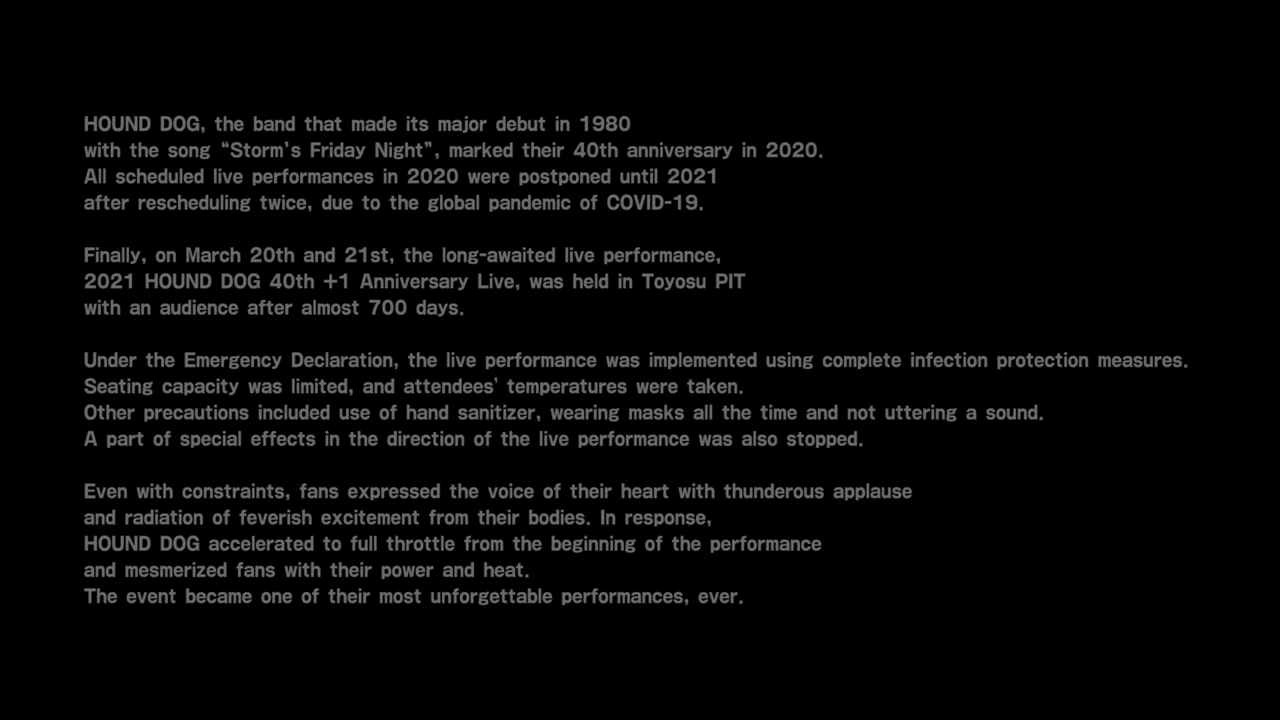 HOUND DOG, the band that made its major debut in 1980
with the song “Storm’s Friday Night”, marked their 40th anniversary in 2020.
All scheduled live performances in 2020 were postponed until 2021
after rescheduling twice, due to the global pandemic of COVID-19.
Finally, on March 20th and 21st, the long-awaited live performance,
2021 HOUND DOG 40th +1 Anniversary Live, was held in Toyosu PIT
with an audience after almost 700 days.
Under the Emergency Declaration, the live performance was implemented using complete infection protection measures.
Seating capacity was limited, and attendees’ temperatures were taken.
Other precautions included use of hand sanitizer, wearing masks all the time and not uttering a sound.
A part of special effects in the direction of the live performance was also stopped.
Even with constraints, fans expressed the voice of their heart with thunderous applause
and radiation of feverish excitement from their bodies. In response,
HOUND DOG accelerated to full throttle from the beginning of the performance
and mesmerized fans with their power and heat.
The event became one of their most unforgettable performances, ever.